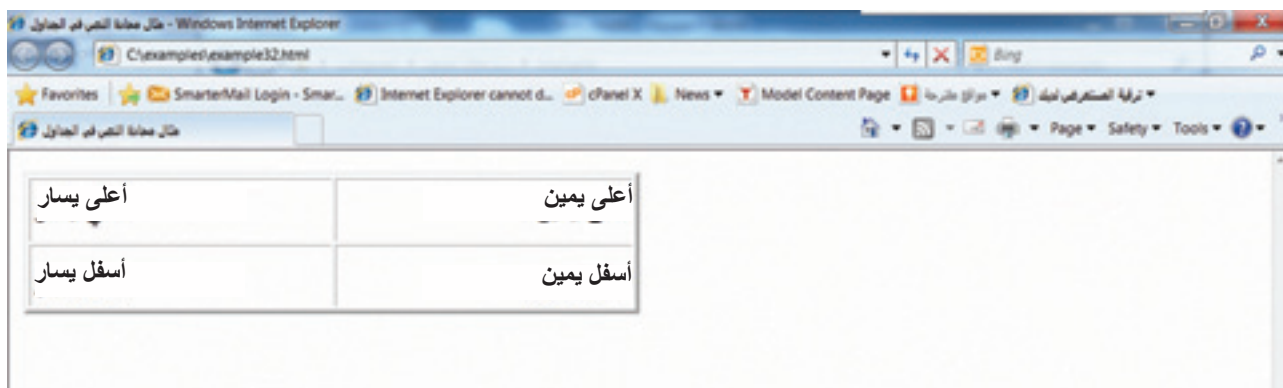 مثال محاذاة النص في الجداول - Windows Internet Explorer
C:\examples\example32.html
Bing
Favorites SmarterMail Login - Smar... Internet Explorer cannot d... cPanel X News Model Content Page مواقع مقترحة ترقية المستعرض لديك
مثال محاذاة النص في الجداول Page Safety Tools
أعلى يسار أعلى يمين
أسفل يسار أسفل يمين